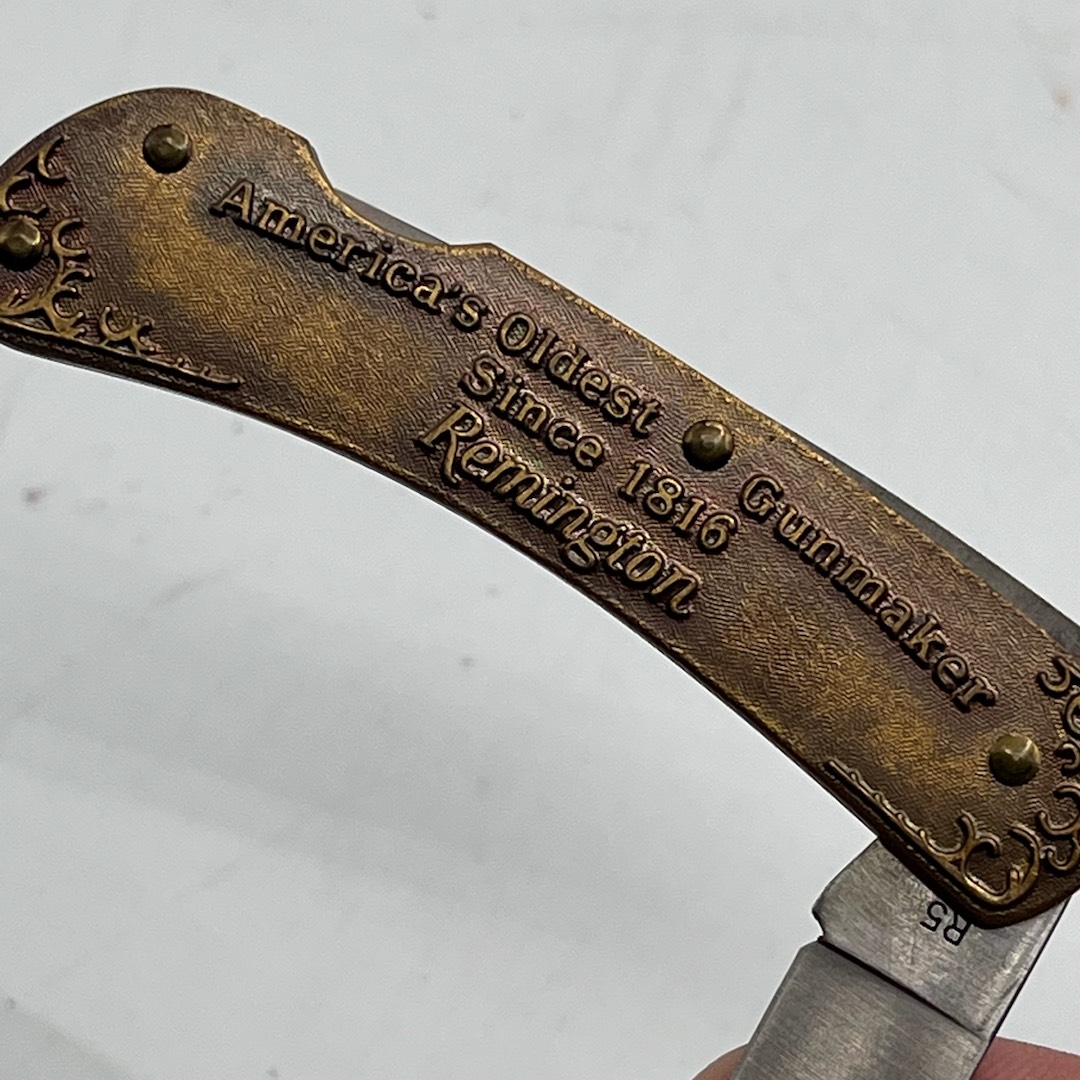 America's Oldest Gunmaker
Since 1816
Remington
R5